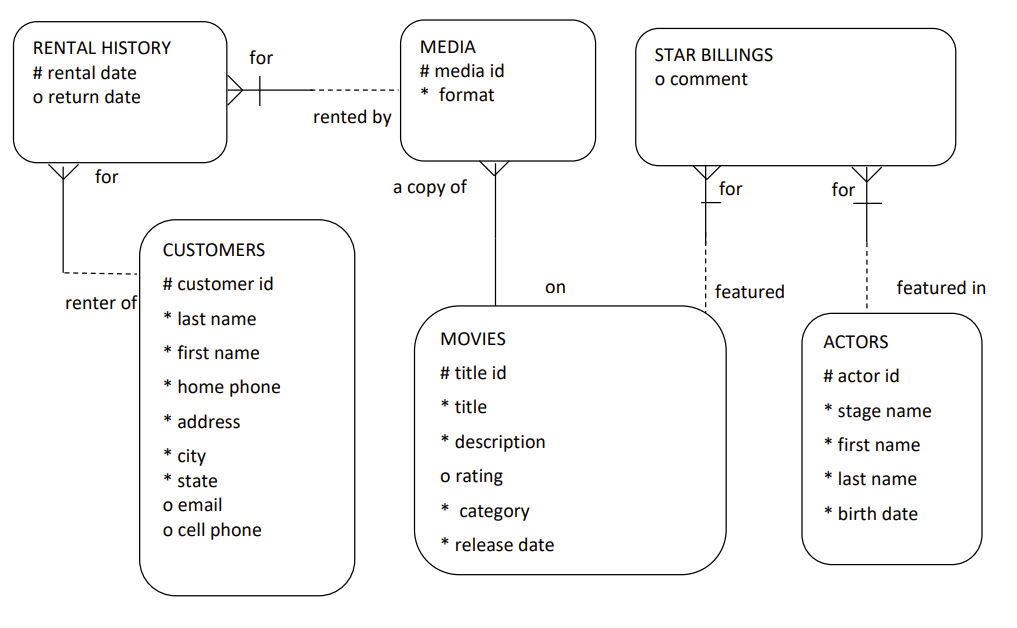 RENTAL HISTORY
# rental date
o return date
for
rented by
MEDIA
# media id
* format
STAR BILLINGS
o comment
for
a copy of
for
for
CUSTOMERS
# customer id
* last name
* first name
* home phone
* address
* city
* state
o email
o cell phone
renter of
on
featured
featured in
MOVIES
# title id
* title
* description
o rating
* category
* release date
ACTORS
# actor id
* stage name
* first name
* last name
* birth date